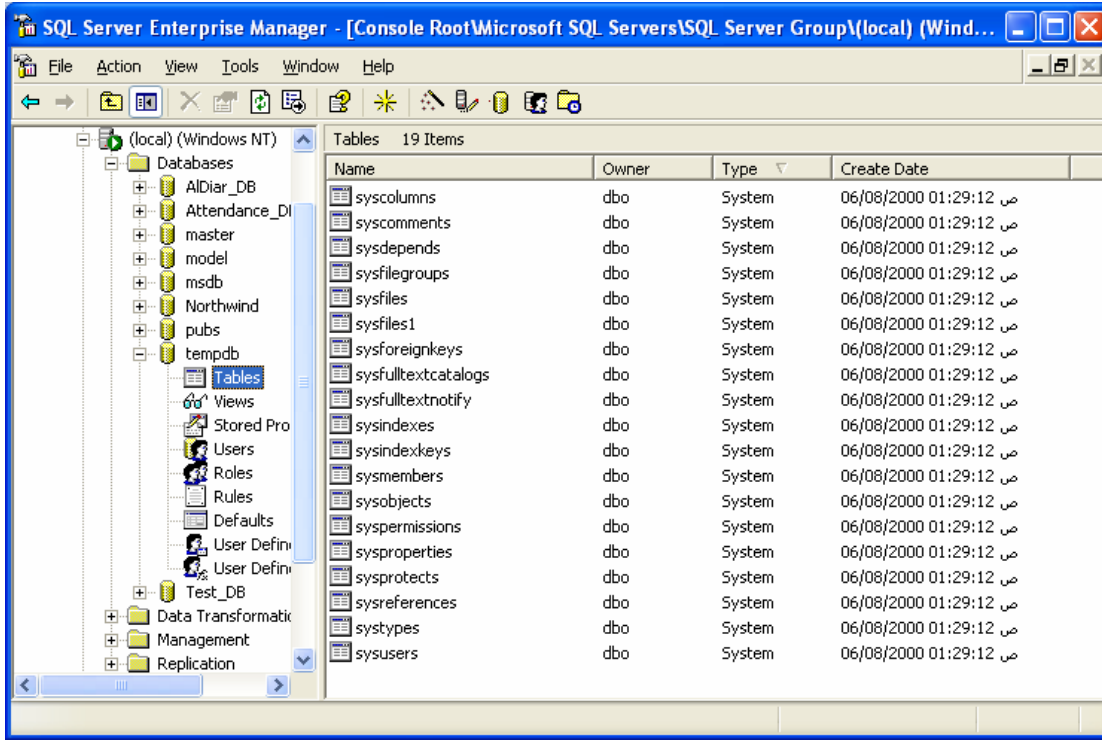 SQL Server Enterprise Manager - [Console Root\Microsoft SQL Servers\SQL Server Group\(local) (Wind...
File Action View Tools Window Help
(local) (Windows NT)
Databases
AlDiar_DB
Attendance_DI
master
model
msdb
Northwind
pubs
tempdb
Tables
Views
Stored Pro
Users
Roles
Rules
Defaults
User Defin
User Defin
Test_DB
Data Transformatic
Management
Replication
Tables 19 Items
Name Owner Type Create Date
syscolumns dbo System 06/08/2000 01:29:12 ص
syscomments dbo System 06/08/2000 01:29:12 ص
sysdepends dbo System 06/08/2000 01:29:12 ص
sysfilegroups dbo System 06/08/2000 01:29:12 ص
sysfiles dbo System 06/08/2000 01:29:12 ص
sysfiles1 dbo System 06/08/2000 01:29:12 ص
sysforeignkeys dbo System 06/08/2000 01:29:12 ص
sysfulltextcatalogs dbo System 06/08/2000 01:29:12 ص
sysfulltextnotify dbo System 06/08/2000 01:29:12 ص
sysindexes dbo System 06/08/2000 01:29:12 ص
sysindexkeys dbo System 06/08/2000 01:29:12 ص
sysmembers dbo System 06/08/2000 01:29:12 ص
sysobjects dbo System 06/08/2000 01:29:12 ص
syspermissions dbo System 06/08/2000 01:29:12 ص
sysproperties dbo System 06/08/2000 01:29:12 ص
sysprotects dbo System 06/08/2000 01:29:12 ص
sysreferences dbo System 06/08/2000 01:29:12 ص
systypes dbo System 06/08/2000 01:29:12 ص
sysusers dbo System 06/08/2000 01:29:12 ص